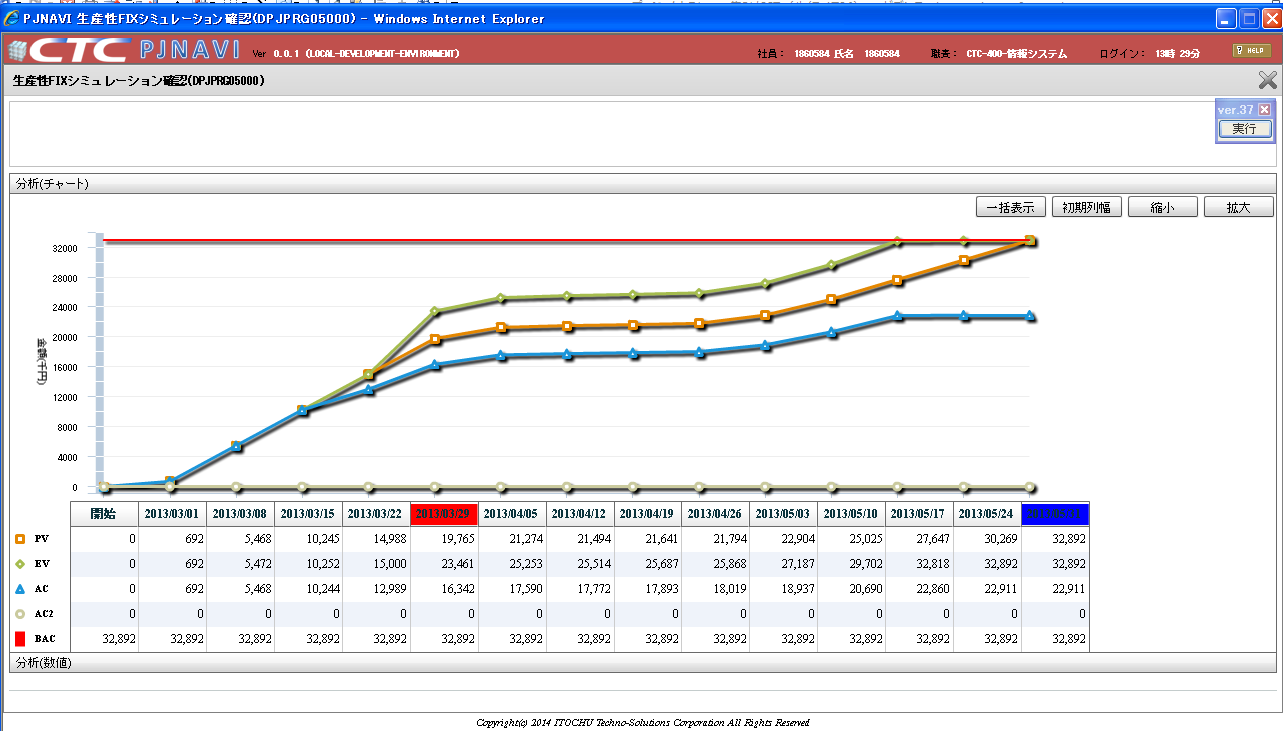 PJNAVI 生産性FIXシミュレーション確認(DPJPRG05000) - Windows Internet Explorer
CTC PJNAVI Ver 0.0.1 (LOCAL-DEVELOPMENT-ENVIRONMENT) 社員: 1860584 氏名 1860584 職責: CTC-400-情報システム ログイン: 13時 29分 HELP
生産性FIXシミュレーション確認(DPJPRG05000)
ver.37
実行
分析(チャート)
一括表示 初期列幅 縮小 拡大
金額(千円)
32000
28000
24000
20000
16000
12000
8000
4000
0
開始 2013/03/01 2013/03/08 2013/03/15 2013/03/22 2013/03/29 2013/04/05 2013/04/12 2013/04/19 2013/04/26 2013/05/03 2013/05/10 2013/05/17 2013/05/24
PV 0 692 5,468 10,245 14,988 19,765 21,274 21,494 21,641 21,794 22,904 25,025 27,647 30,269 32,892
EV 0 692 5,472 10,252 15,000 23,461 25,253 25,514 25,687 25,868 27,187 29,702 32,818 32,892 32,892
AC 0 692 5,468 10,244 12,989 16,342 17,590 17,772 17,893 18,019 18,937 20,690 22,860 22,911 22,911
AC2 0 0 0 0 0 0 0 0 0 0 0 0 0 0 0
BAC 32,892 32,892 32,892 32,892 32,892 32,892 32,892 32,892 32,892 32,892 32,892 32,892 32,892 32,892 32,892
分析(数値)
Copyright(c) 2014 ITOCHU Techno-Solutions Corporation All Rights Reserved